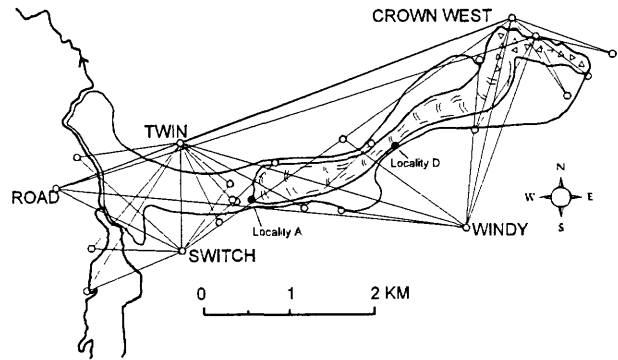 CROWN WEST
TWIN
Locality D
N
ROAD
W E
WINDY
S
Locality A
SWITCH
0 1 2 KM